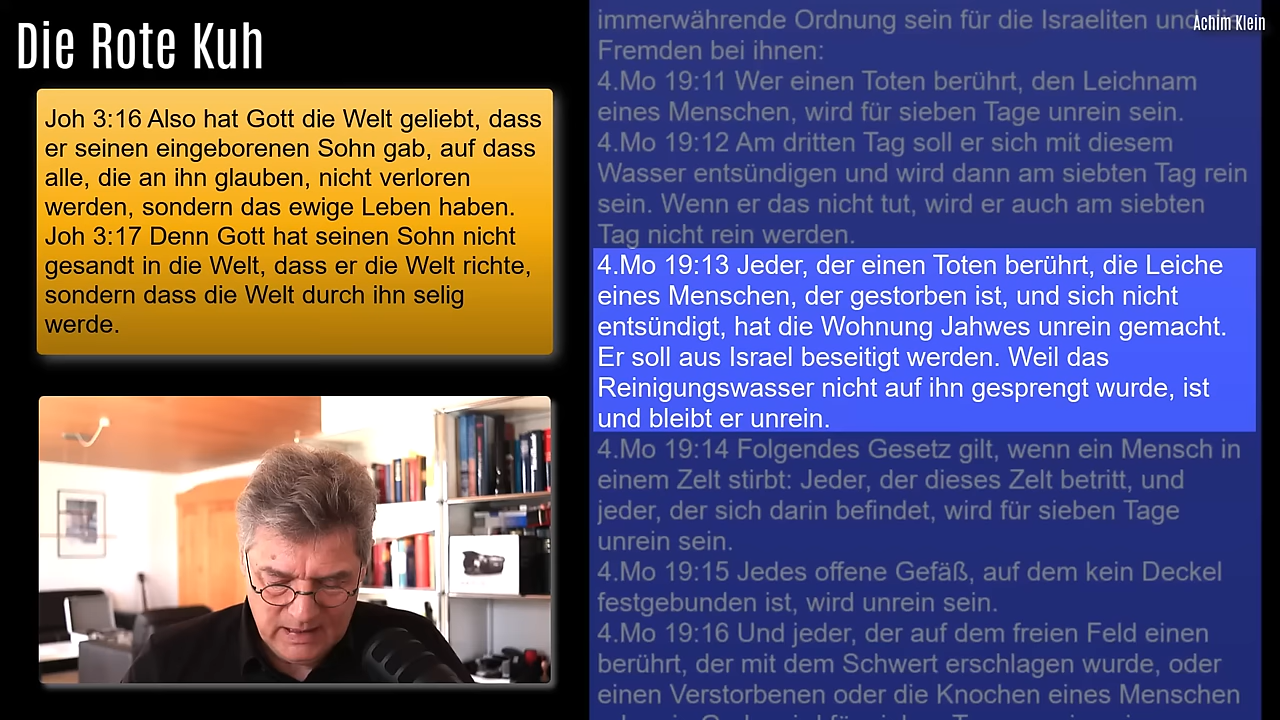 Die Rote Kuh
Joh 3:16 Also hat Gott die Welt geliebt, dass
er seinen eingeborenen Sohn gab, auf dass
alle, die an ihn glauben, nicht verloren
werden, sondern das ewige Leben haben.
Joh 3:17 Denn Gott hat seinen Sohn nicht
gesandt in die Welt, dass er die Welt richte,
sondern dass die Welt durch ihn selig
werde.
Achim Klein
immerwährende Ordnung sein für die Israeliten und
Fremden bei ihnen:
4.Mo 19:11 Wer einen Toten berührt, den Leichnam
eines Menschen, wird für sieben Tage unrein sein.
4.Mo 19:12 Am dritten Tag soll er sich mit diesem
Wasser entsündigen und wird dann am siebten Tag rein
sein. Wenn er das nicht tut, wird er auch am siebten
Tag nicht rein werden.
4.Mo 19:13 Jeder, der einen Toten berührt, die Leiche
eines Menschen, der gestorben ist, und sich nicht
entsündigt, hat die Wohnung Jahwes unrein gemacht.
Er soll aus Israel beseitigt werden. Weil das
Reinigungswasser nicht auf ihn gesprengt wurde, ist
und bleibt er unrein.
4.Mo 19:14 Folgendes Gesetz gilt, wenn ein Mensch in
einem Zelt stirbt: Jeder, der dieses Zelt betritt, und
jeder, der sich darin befindet, wird für sieben Tage
unrein sein.
4.Mo 19:15 Jedes offene Gefäß, auf dem kein Deckel
festgebunden ist, wird unrein sein.
4.Mo 19:16 Und jeder, der auf dem freien Feld einen
berührt, der mit dem Schwert erschlagen wurde, oder
einen Verstorbenen oder die Knochen eines Menschen